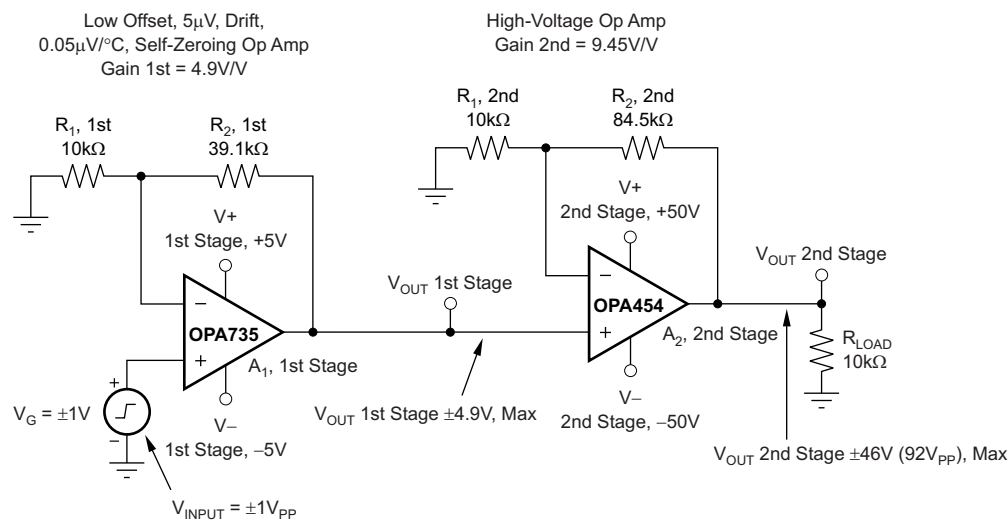 Low Offset, 5μV, Drift,
0.05μV/°C, Self-Zeroing Op Amp
Gain 1st = 4.9V/V
R1, 1st
10kΩ
R2, 1st
39.1kΩ
V+
1st Stage, +5V
−
OPA735
+
A1, 1st Stage
V−
1st Stage, −5V
+
VG = ±1V
−
VINPUT = ±1VPP
VOUT 1st Stage
VOUT 1st Stage ±4.9V, Max
High-Voltage Op Amp
Gain 2nd = 9.45V/V
R1, 2nd
10kΩ
R2, 2nd
84.5kΩ
V+
2nd Stage, +50V
−
OPA454
+
A2, 2nd Stage
V−
2nd Stage, −50V
VOUT 2nd Stage
RLOAD
10kΩ
VOUT 2nd Stage ±46V (92VPP), Max